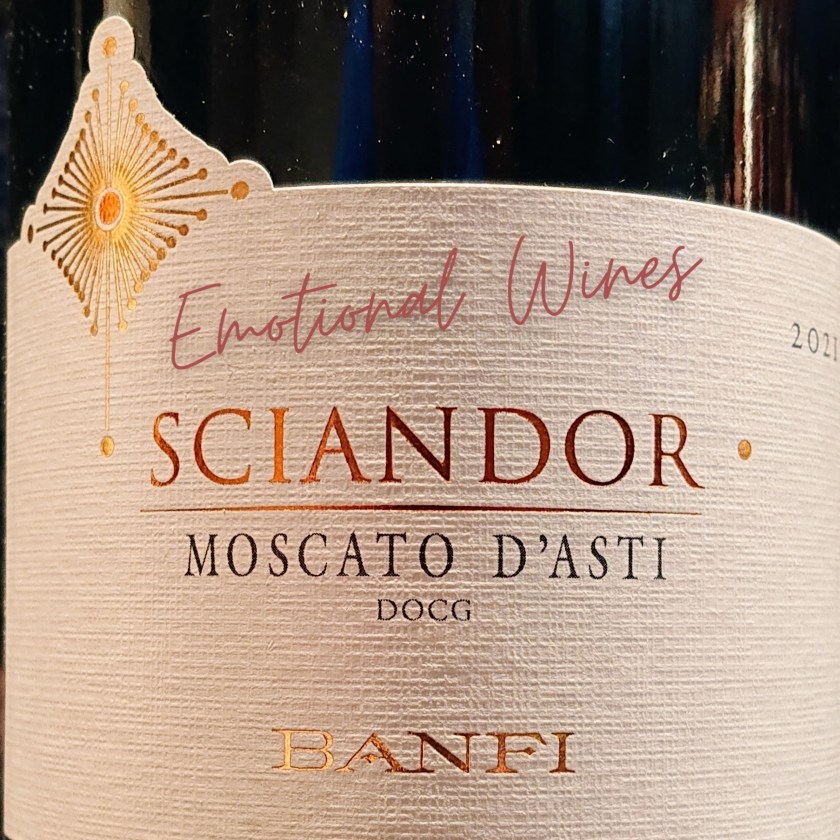 Emotional Wines
2021
SCIANDOR
MOSCATO D'ASTI
DOCG
BANFI